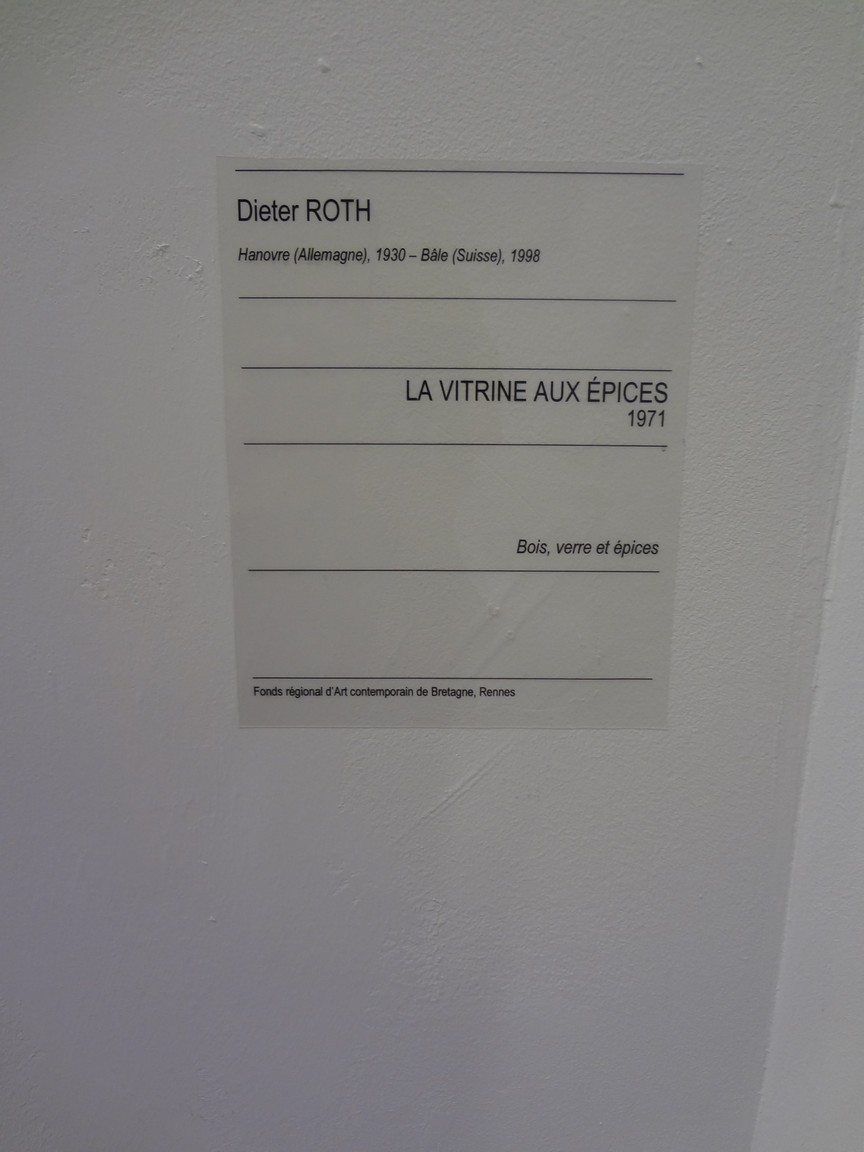 Dieter ROTH
Hanovre (Allemagne), 1930 – Bâle (Suisse), 1998
LA VITRINE AUX ÉPICES
1971
Bois, verre et épices
Fonds régional d'Art contemporain de Bretagne, Rennes